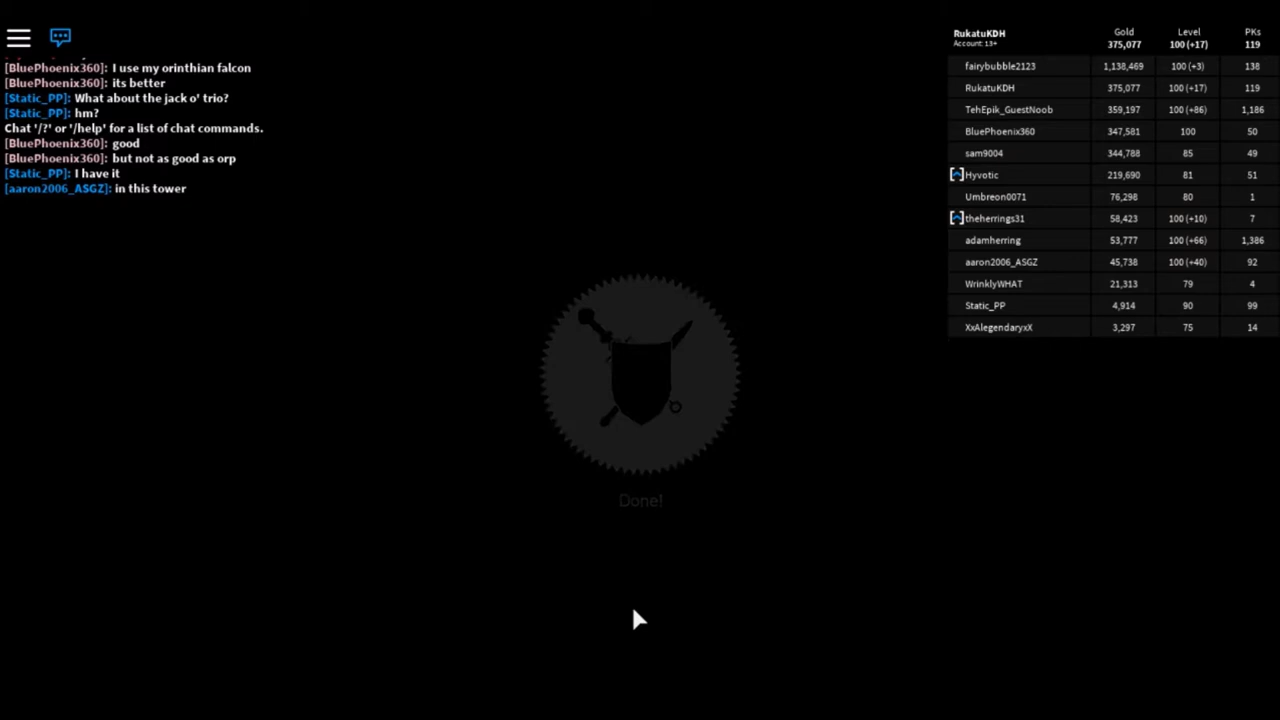 [BluePhoenix360]: I use my orinthian falcon
[BluePhoenix360]: its better
[Static_PP]: What about the jack o' trio?
[Static_PP]: hm?
Chat '/?' or '/help' for a list of chat commands.
[BluePhoenix360]: good
[BluePhoenix360]: but not as good as orp
[Static_PP]: I have it
[aaron2006_ASGZ]: in this tower
Done!
RukatuKDH Gold Level PKs
Account: 13+ 375,077 100 (+17) 119
fairybubble2123 1,138,469 100 (+3) 138
RukatuKDH 375,077 100 (+17) 119
TehEpik_GuestNoob 359,197 100 (+86) 1,186
BluePhoenix360 347,581 100 50
sam9004 344,788 85 49
Hyvotic 219,690 81 51
Umbreon0071 76,298 80 1
theherrings31 58,423 100 (+10) 7
adamherring 53,777 100 (+66) 1,386
aaron2006_ASGZ 45,738 100 (+40) 92
WrinklyWHAT 21,313 79 4
Static_PP 4,914 90 99
XxAlegendaryxX 3,297 75 14